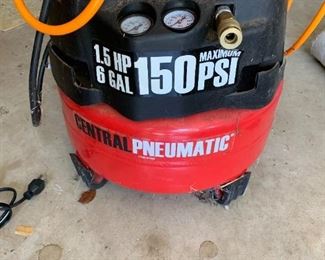 1.5 HP
6 GAL
150
MAXIMUM
PSI
CENTRAL PNEUMATIC